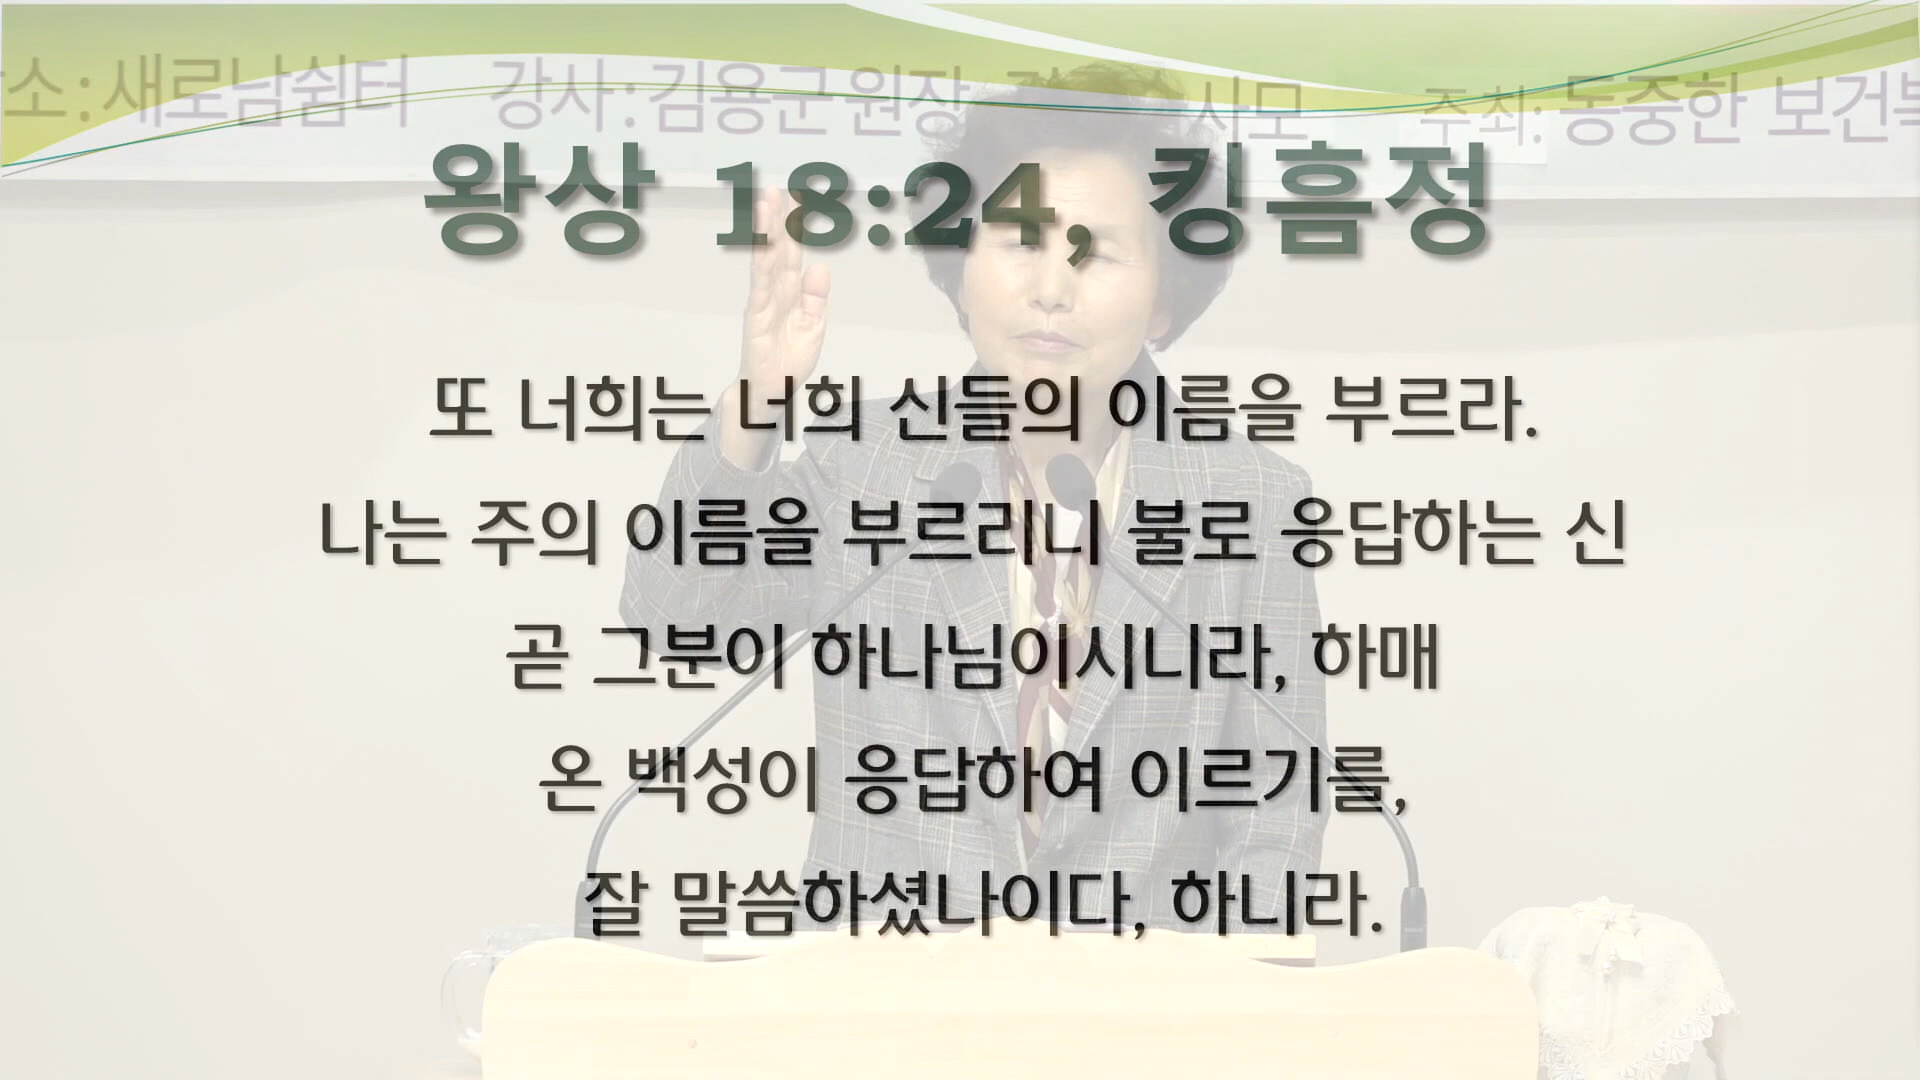 소 : 새로남쉼터 강사 : 김용군 원장 사모 주최: 농중한 보건복
왕상 18:24, 킹흠정
또 너희는 너희 신들의 이름을 부르라.
나는 주의 이름을 부르리니 불로 응답하는 신
곧 그분이 하나님이시니라, 하매
온 백성이 응답하여 이르기를,
잘 말씀하셨나이다, 하니라.